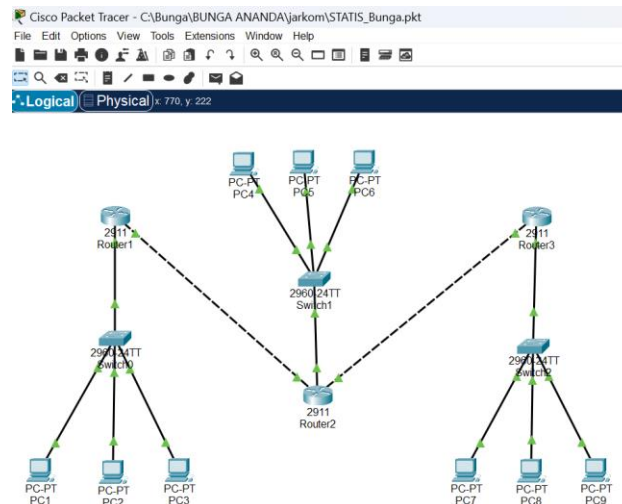 Cisco Packet Tracer - C:\Bunga\BUNGA ANANDA\jarkom\STATIS_Bunga.pkt
File Edit Options View Tools Extensions Window Help
Logical Physical x: 770, y: 222
PC-PT PC-PT PC-PT
PC4 PC5 PC6
2911 2911
Router1 Router3
2960-24TT
Switch1
2960-24TT 2960-24TT
Switch0 Switch2
2911
Router2
PC-PT PC-PT PC-PT PC-PT PC-PT PC-PT
PC1 PC2 PC3 PC7 PC8 PC9